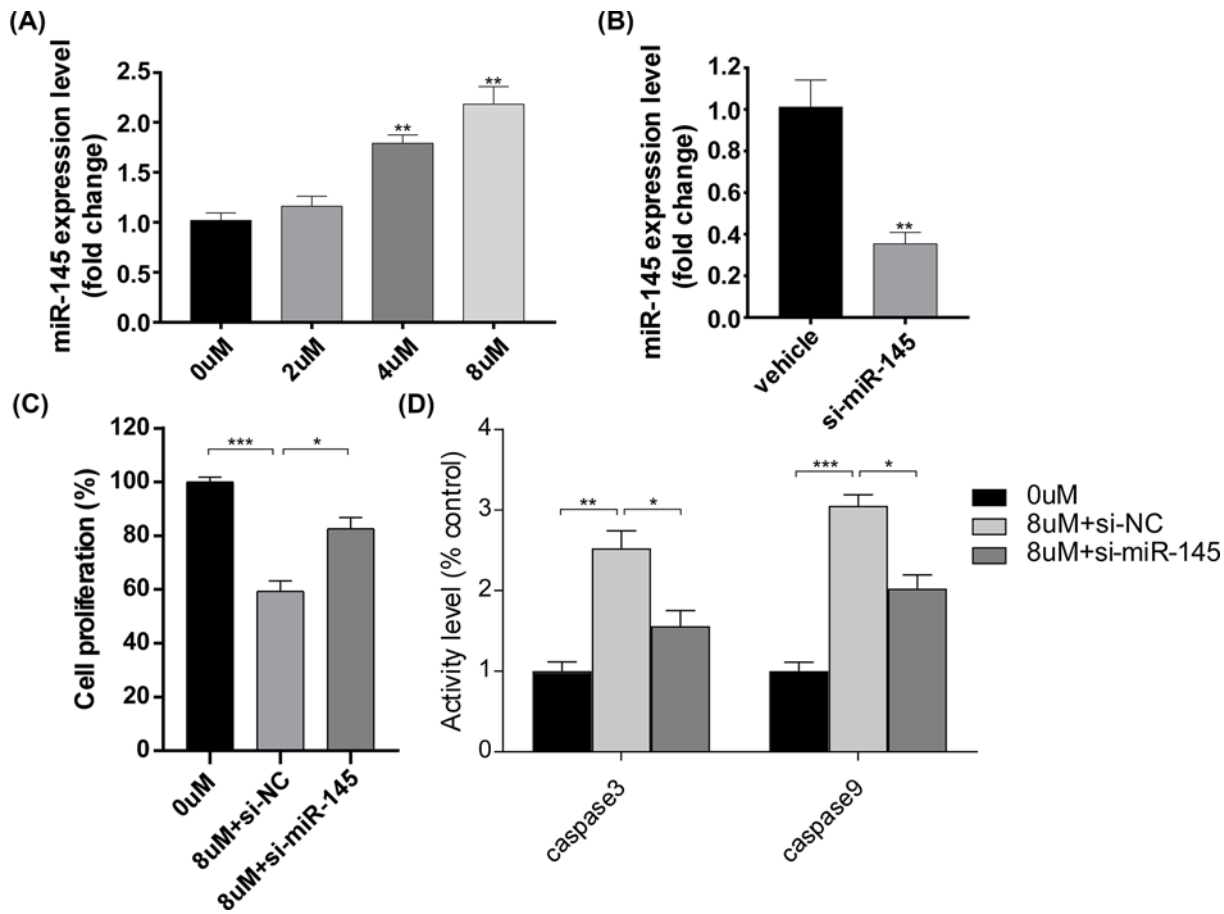 (A)
miR-145 expression level
(fold change)
2.5
2.0
1.5
1.0
0.5
0.0
**
**
0uM
2uM
4uM
8uM
(B)
miR-145 expression level
(fold change)
1.2
1.0
0.8
0.6
0.4
0.2
0.0
**
vehicle
si-miR-145
(C)
Cell proliferation (%)
120
100
80
60
40
20
0
***
*
0uM
8uM+si-NC
8uM+si-miR-145
(D)
Activity level (% control)
4
3
2
1
0
**
*
***
*
caspase3
caspase9
0uM
8uM+si-NC
8uM+si-miR-145